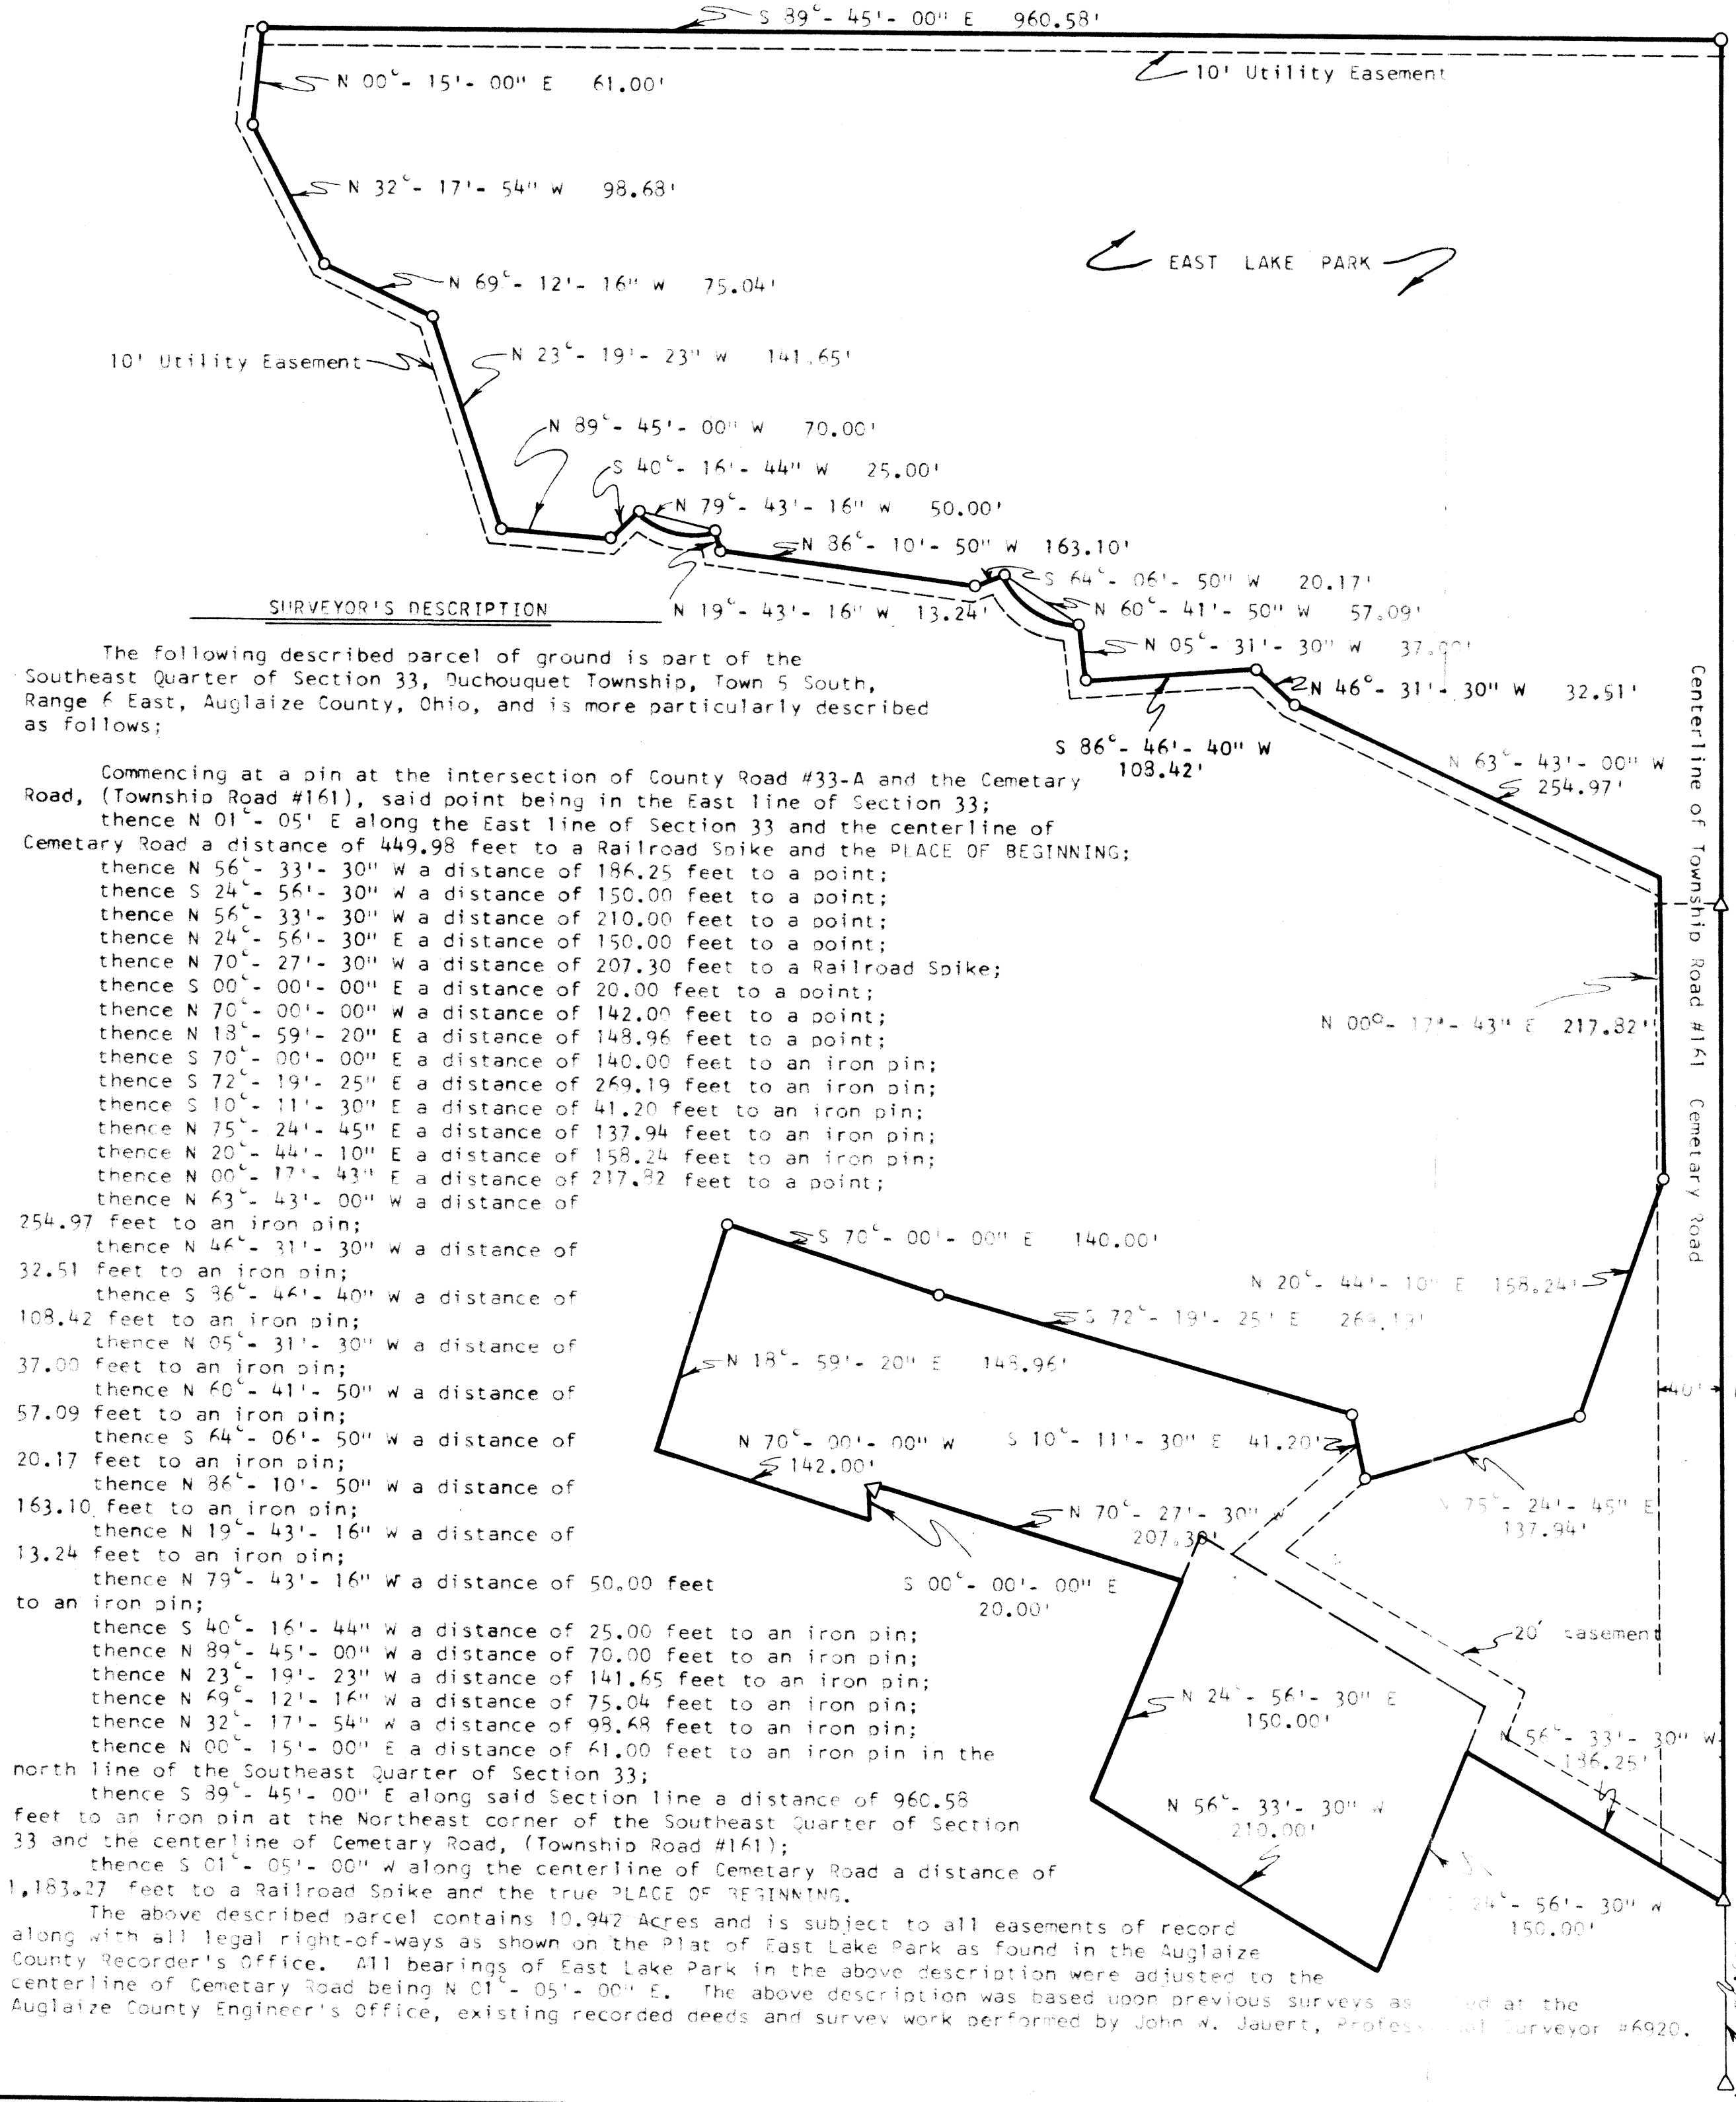 S 89°- 45'- 00" E 960.58'
10' Utility Easement
N 00°- 15'- 00" E 61.00'
N 32°- 17'- 54" W 98.68'
EAST LAKE PARK
N 69°- 12'- 16" W 75.04'
10' Utility Easement
N 23°- 19'- 23" W 141.65'
N 89°- 45'- 00" W 70.00'
S 40°- 16'- 44" W 25.00'
N 79°- 43'- 16" W 50.00'
N 86°- 10'- 50" W 163.10'
S 64°- 06'- 50" W 20.17'
N 19°- 43'- 16" W 13.24'
N 60°- 41'- 50" W 57.09'
N 05°- 31'- 30" W 37.00'
N 46°- 31'- 30" W 32.51'
S 86°- 46'- 40" W
108.42'
N 63°- 43'- 00" W
254.97'
Centerline of Township Road #161 Cemetary Road
N 00°- 17'- 43" E 217.82'
SURVEYOR'S DESCRIPTION
The following described parcel of ground is part of the
Southeast Quarter of Section 33, Duchouquet Township, Town 5 South,
Range 6 East, Auglaize County, Ohio, and is more particularly described
as follows;
Commencing at a pin at the intersection of County Road #33-A and the Cemetary
Road, (Township Road #161), said point being in the East line of Section 33;
thence N 01°- 05' E along the East line of Section 33 and the centerline of
Cemetary Road a distance of 449.98 feet to a Railroad Spike and the PLACE OF BEGINNING;
thence N 56°- 33'- 30" W a distance of 186.25 feet to a point;
thence S 24°- 56'- 30" W a distance of 150.00 feet to a point;
thence N 56°- 33'- 30" W a distance of 210.00 feet to a point;
thence N 24°- 56'- 30" E a distance of 150.00 feet to a point;
thence N 70°- 27'- 30" W a distance of 207.30 feet to a Railroad Spike;
thence S 00°- 00'- 00" E a distance of 20.00 feet to a point;
thence N 70°- 00'- 00" W a distance of 142.00 feet to a point;
thence N 18°- 59'- 20" E a distance of 148.96 feet to a point;
thence S 70°- 00'- 00" E a distance of 140.00 feet to an iron pin;
thence S 72°- 19'- 25" E a distance of 269.19 feet to an iron pin;
thence S 10°- 11'- 30" E a distance of 41.20 feet to an iron pin;
thence N 75°- 24'- 45" E a distance of 137.94 feet to an iron pin;
thence N 20°- 44'- 10" E a distance of 158.24 feet to an iron pin;
thence N 00°- 17'- 43" E a distance of 217.82 feet to a point;
thence N 63°- 43'- 00" W a distance of
254.97 feet to an iron pin;
thence N 46°- 31'- 30" W a distance of
32.51 feet to an iron pin;
thence S 86°- 46'- 40" W a distance of
108.42 feet to an iron pin;
thence N 05°- 31'- 30" W a distance of
37.00 feet to an iron pin;
thence N 60°- 41'- 50" W a distance of
57.09 feet to an iron pin;
thence S 64°- 06'- 50" W a distance of
20.17 feet to an iron pin;
thence N 86°- 10'- 50" W a distance of
163.10 feet to an iron pin;
thence N 19°- 43'- 16" W a distance of
13.24 feet to an iron pin;
thence N 79°- 43'- 16" W a distance of 50.00 feet
to an iron pin;
thence S 40°- 16'- 44" W a distance of 25.00 feet to an iron pin;
thence N 89°- 45'- 00" W a distance of 70.00 feet to an iron pin;
thence N 23°- 19'- 23" W a distance of 141.65 feet to an iron pin;
thence N 69°- 12'- 16" W a distance of 75.04 feet to an iron pin;
thence N 32°- 17'- 54" W a distance of 98.68 feet to an iron pin;
thence N 00°- 15'- 00" E a distance of 61.00 feet to an iron pin in the
north line of the Southeast Quarter of Section 33;
thence S 89°- 45'- 00" E along said Section line a distance of 960.58
feet to an iron pin at the Northeast corner of the Southeast Quarter of Section
33 and the centerline of Cemetary Road, (Township Road #161);
thence S 01°- 05'- 00" W along the centerline of Cemetary Road a distance of
1,183.27 feet to a Railroad Spike and the true PLACE OF BEGINNING.
The above described parcel contains 10.942 Acres and is subject to all easements of record
along with all legal right-of-ways as shown on the Plat of East Lake Park as found in the Auglaize
County Recorder's Office. All bearings of East Lake Park in the above description were adjusted to the
centerline of Cemetary Road being N 01°- 05'- 00" E. The above description was based upon previous surveys as at the
Auglaize County Engineer's Office, existing recorded deeds and survey work performed by John W. Jauert, Surveyor #6920.
S 70°- 00'- 00" E 140.00'
N 20°- 44'- 10" E 158.24'
S 72°- 19'- 25" E 269.19'
N 18°- 59'- 20" E 148.96'
40'
N 70°- 00'- 00" W
142.00'
S 10°- 11'- 30" E 41.20'
N 70°- 27'- 30" W
207.30'
N 75°- 24'- 45" E
137.94'
S 00°- 00'- 00" E
20.00'
20' easement
N 24°- 56'- 30" E
150.00'
N 56°- 33'- 30" W
186.25'
N 56°- 33'- 30" W
210.00'
24°- 56'- 30" W
150.00'